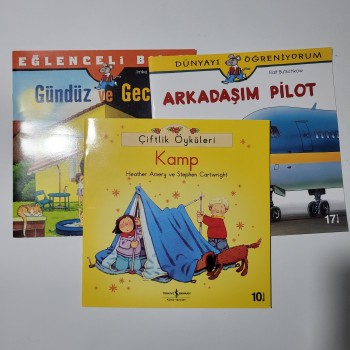 EĞLENCELİ
Gündüz ve Gec
DÜNYAYI ÖĞRENİYORUM
Ralf Butschkow
ARKADAŞIM PİLOT
17
Çiftlik Öyküleri
Kamp
Heather Amery ve Stephen Cartwright
10